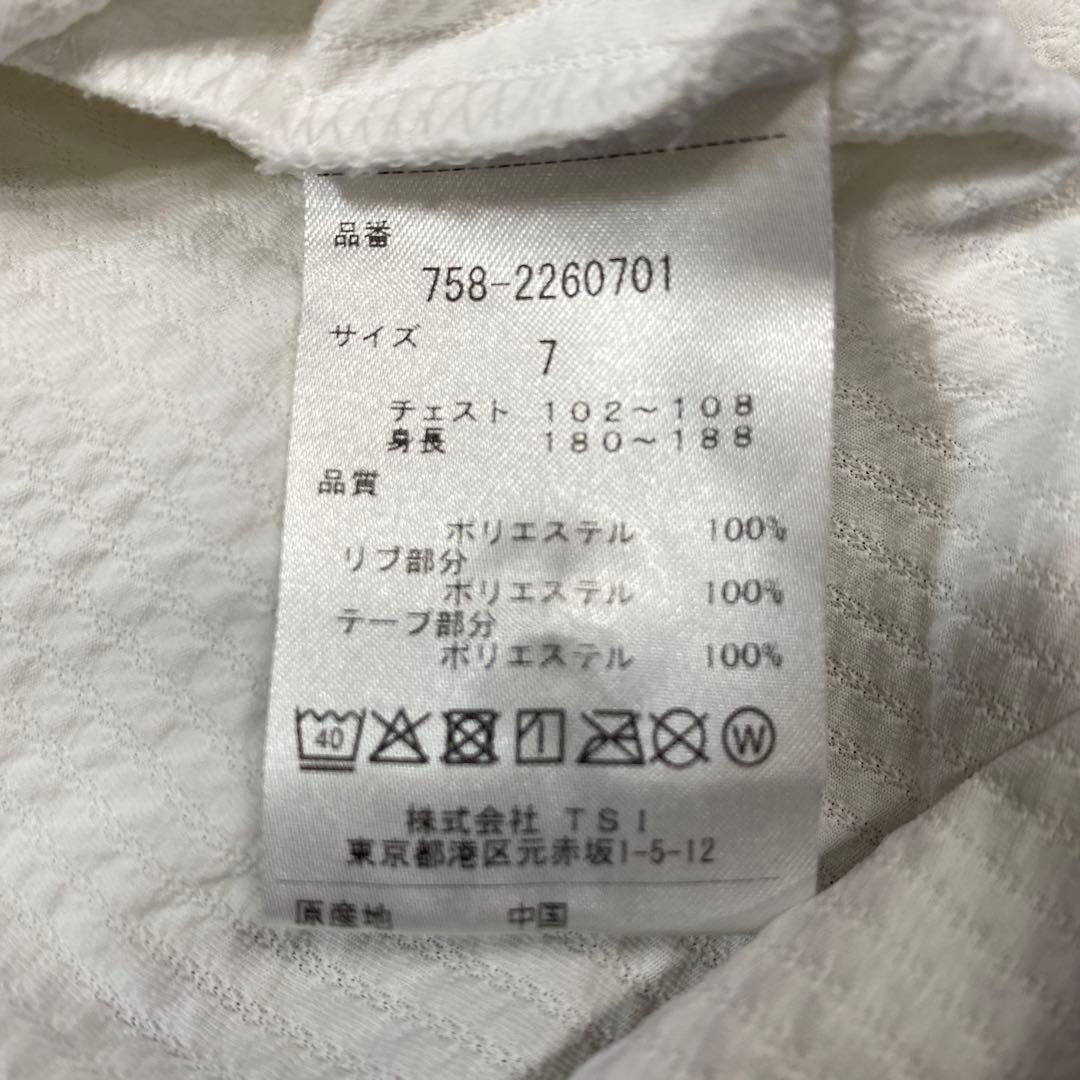 品番
758-2260701
サイズ
7
チェスト 102～108
身長 180～188
品質
ポリエステル 100%
リブ部分
ポリエステル 100%
テープ部分
ポリエステル 100%
40 W
株式会社 TSI
東京都港区元赤坂1-5-12
原産地 中国